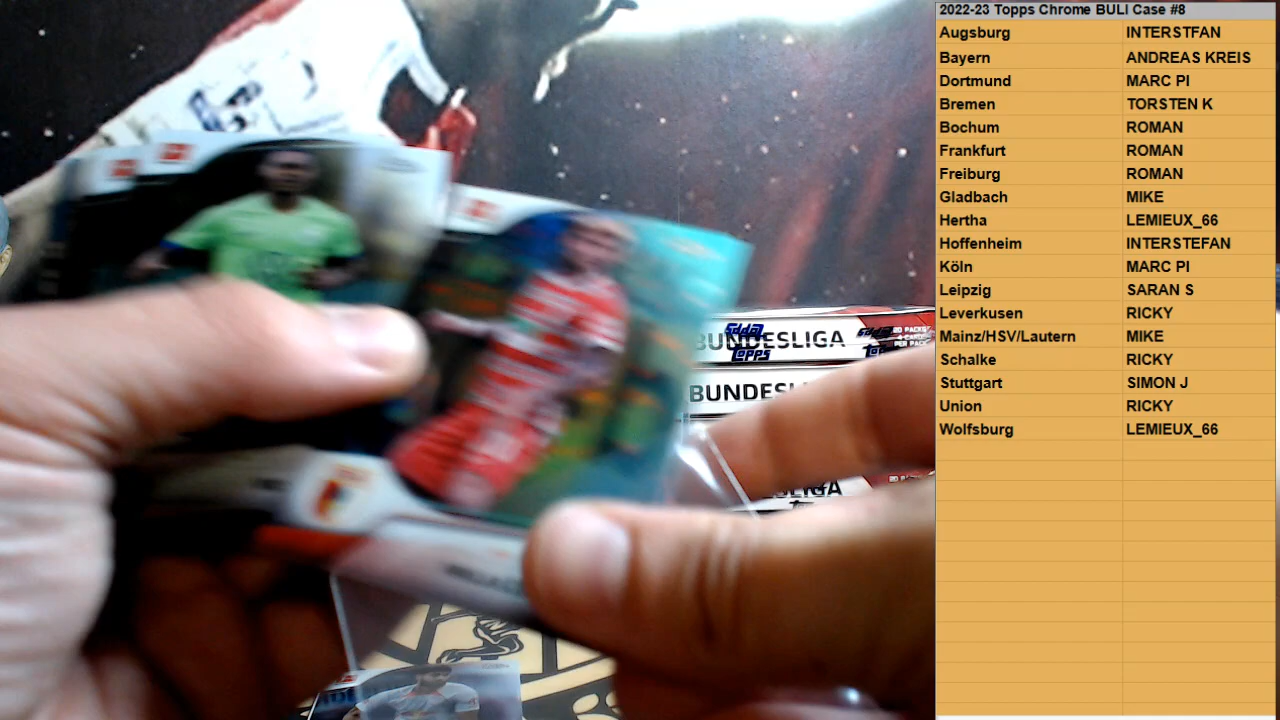 2022-23 Topps Chrome BULI Case #8
Augsburg INTERSTFAN
Bayern ANDREAS KREIS
Dortmund MARC PI
Bremen TORSTEN K
Bochum ROMAN
Frankfurt ROMAN
Freiburg ROMAN
Gladbach MIKE
Hertha LEMIEUX_66
Hoffenheim INTERSTEFAN
Köln MARC PI
Leipzig SARAN S
Leverkusen RICKY
Mainz/HSV/Lautern MIKE
Schalke RICKY
Stuttgart SIMON J
Union RICKY
Wolfsburg LEMIEUX_66
BUNDESLIGA
topps